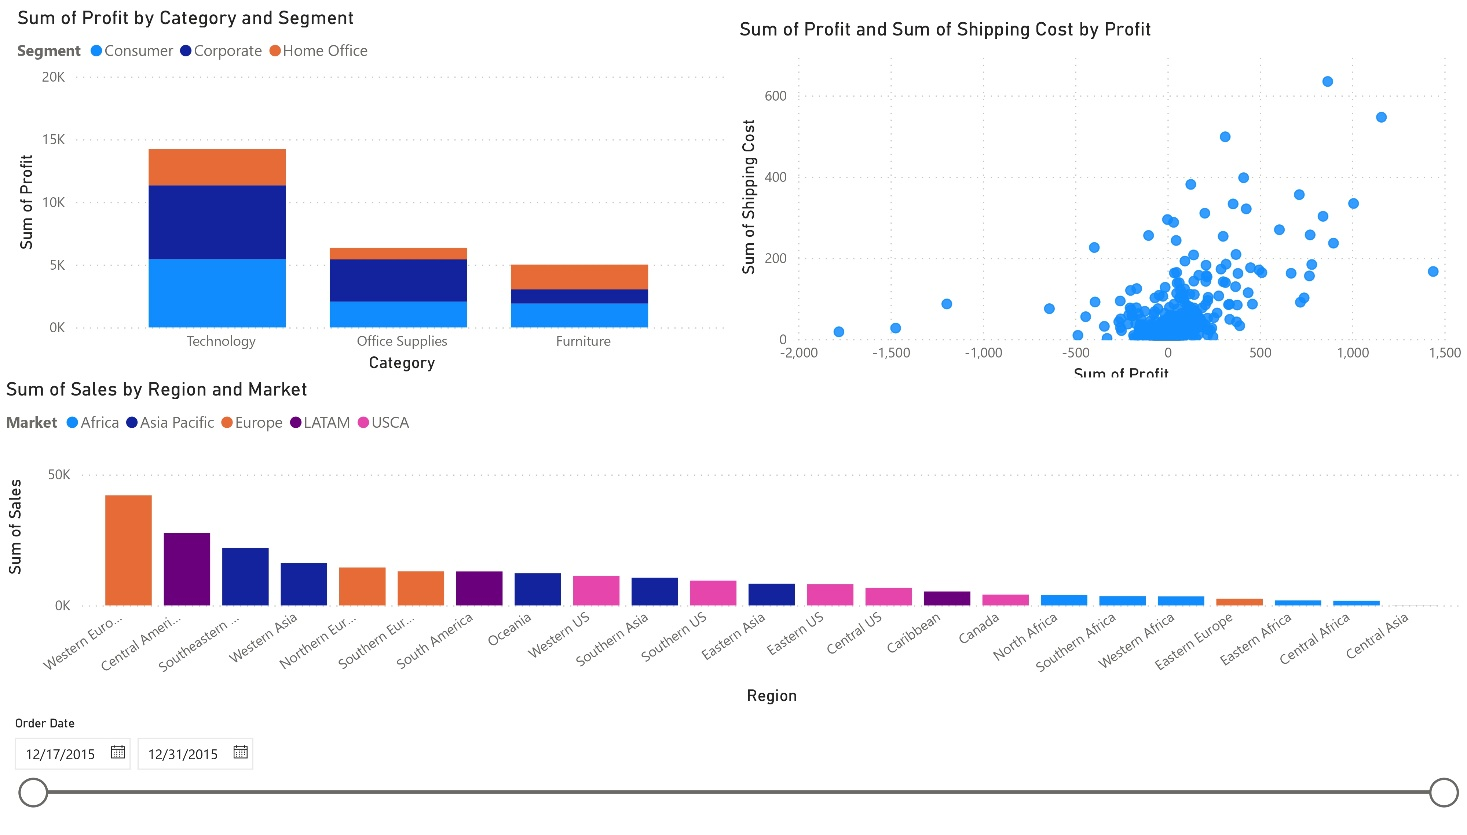 Sum of Profit by Category and Segment
Segment Consumer Corporate Home Office
20K
15K
10K
5K
0K
Sum of Profit
Technology Office Supplies Furniture
Category
Sum of Profit and Sum of Shipping Cost by Profit
600
400
200
0
Sum of Shipping Cost
-2,000 -1,500 -1,000 -500 0 500 1,000 1,500
Sum of Profit
Sum of Sales by Region and Market
Market Africa Asia Pacific Europe LATAM USCA
50K
0K
Sum of Sales
Western Euro... Central Ameri... Southeastern ... Western Asia Northern Eur... Southern Eur... South America Oceania Western US Southern Asia Southern US Eastern Asia Eastern US Central US Caribbean Canada North Africa Southern Africa Western Africa Eastern Europe Eastern Africa Central Africa Central Asia
Region
Order Date
12/17/2015 12/31/2015